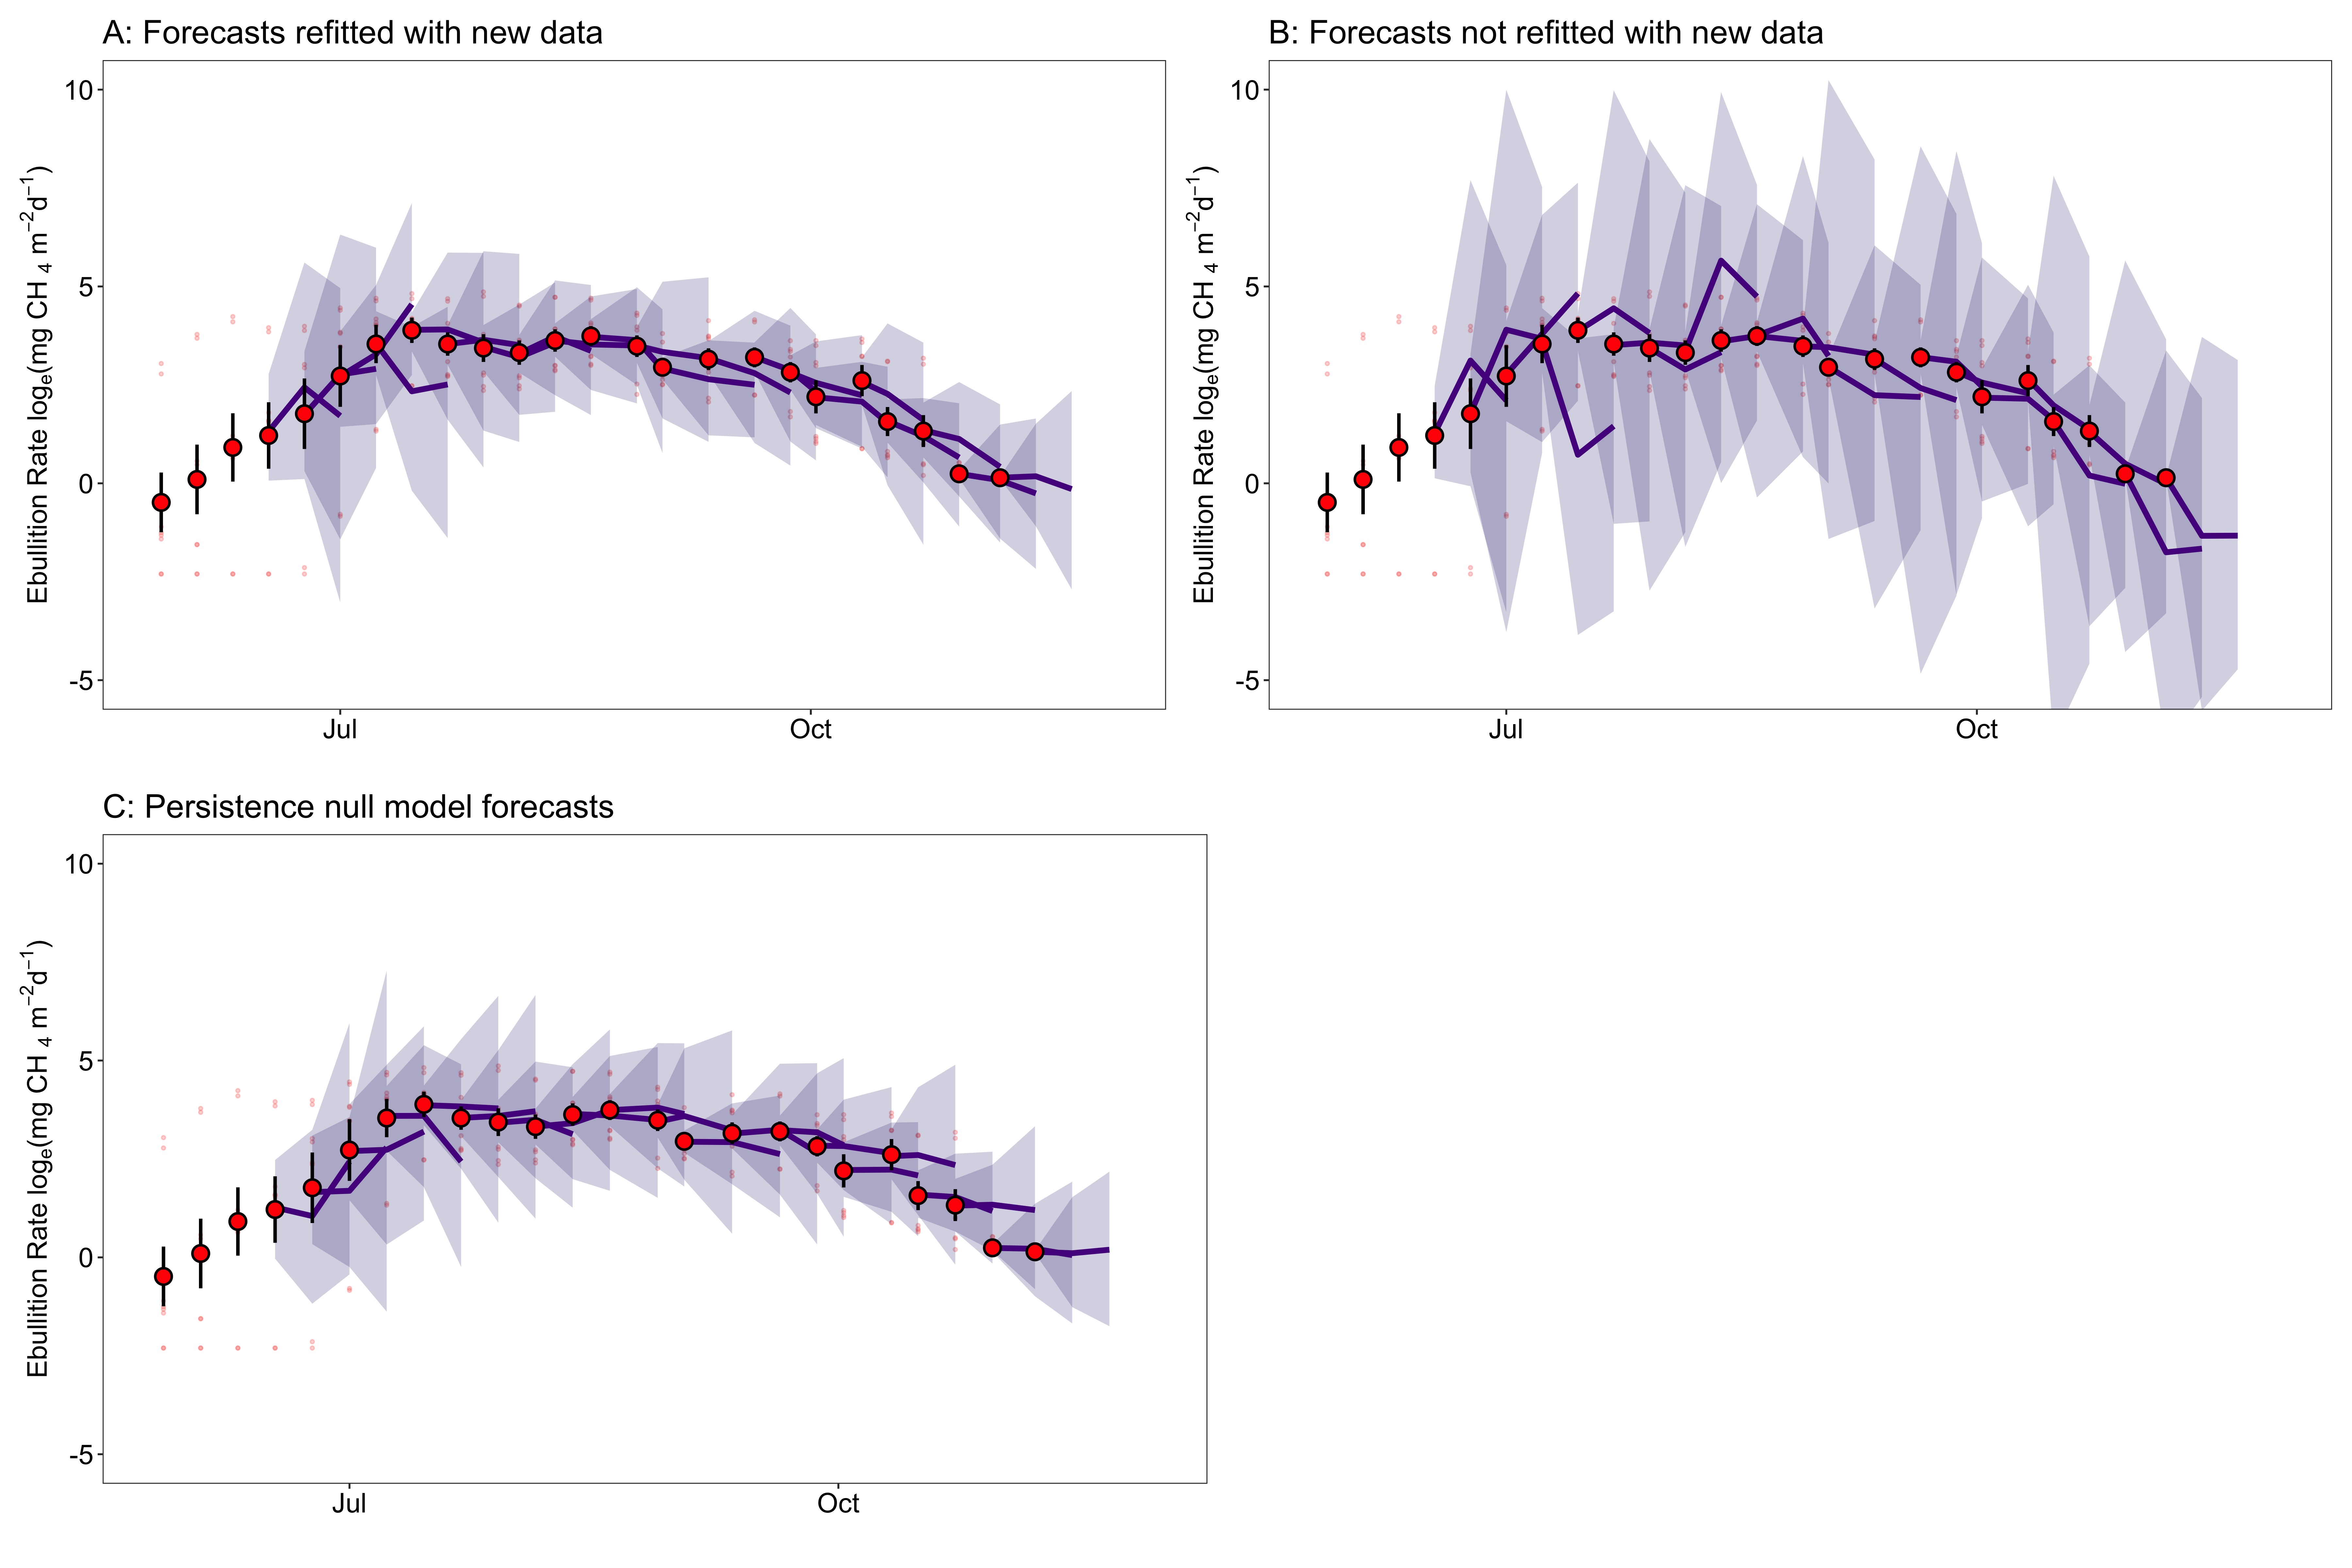 A: Forecasts refitted with new data
Ebullition Rate logₑ(mg CH ₄ m⁻²d⁻¹)
10
5
0
-5
Jul
Oct
B: Forecasts not refitted with new data
Ebullition Rate logₑ(mg CH ₄ m⁻²d⁻¹)
10
5
0
-5
Jul
Oct
C: Persistence null model forecasts
Ebullition Rate logₑ(mg CH ₄ m⁻²d⁻¹)
10
5
0
-5
Jul
Oct